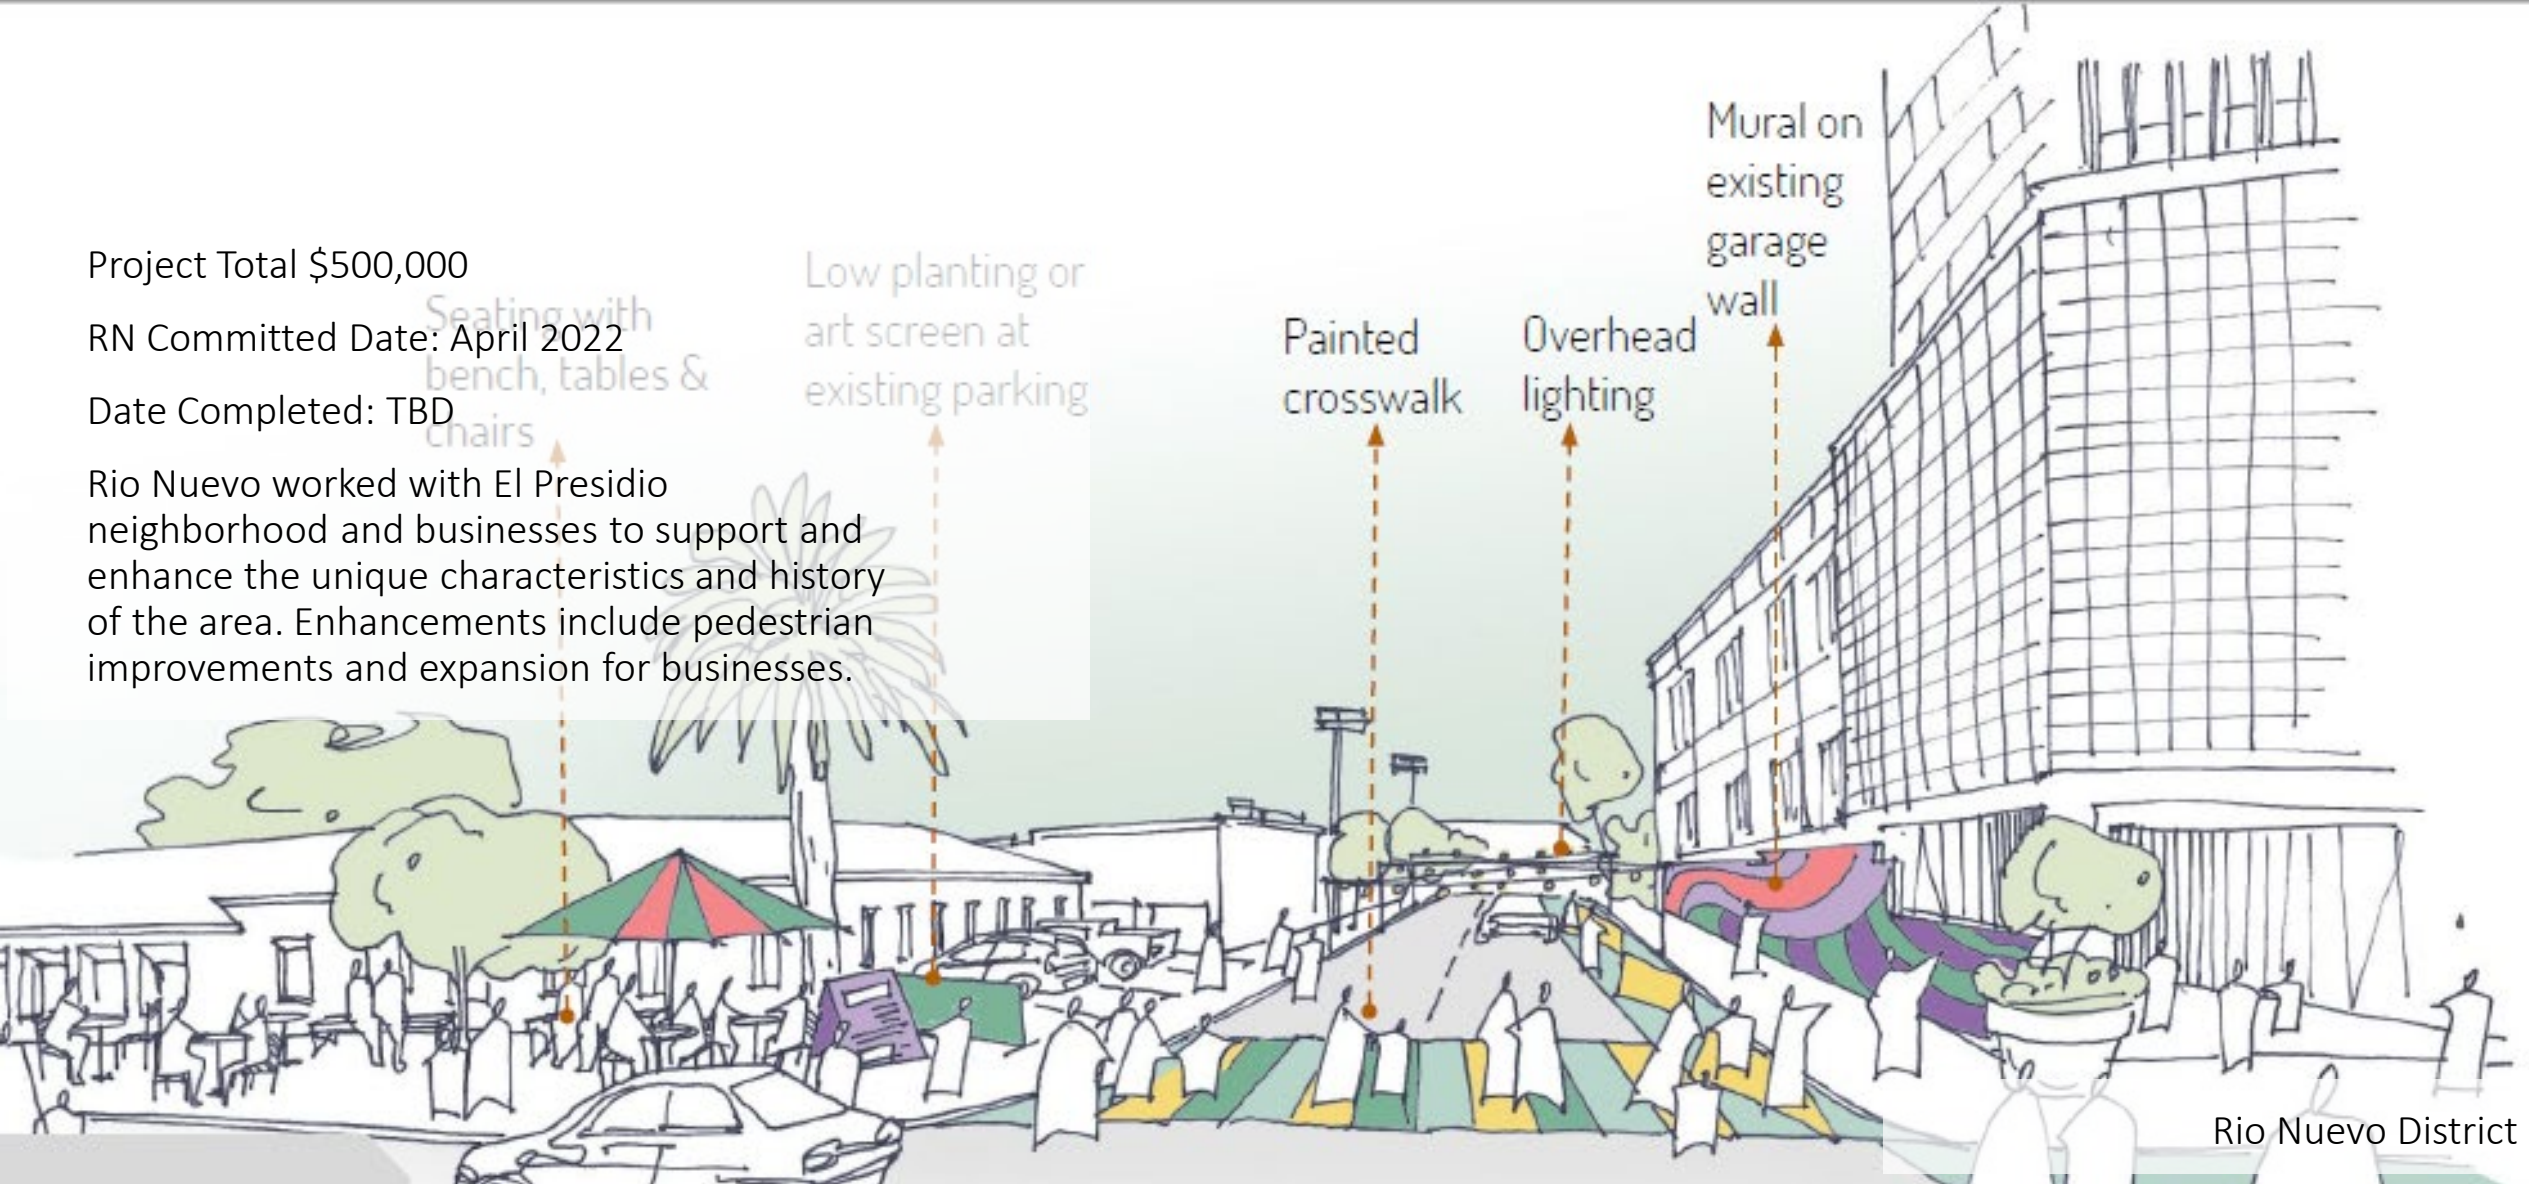 Project Total $500,000
RN Committed Date: April 2022
Date Completed: TBD
Rio Nuevo worked with El Presidio
neighborhood and businesses to support and
enhance the unique characteristics and history
of the area. Enhancements include pedestrian
improvements and expansion for businesses.
Seating with
bench, tables &
chairs
Low planting or
art screen at
existing parking
Painted
crosswalk
Overhead
lighting
Mural on
existing
garage
wall
Rio Nuevo District